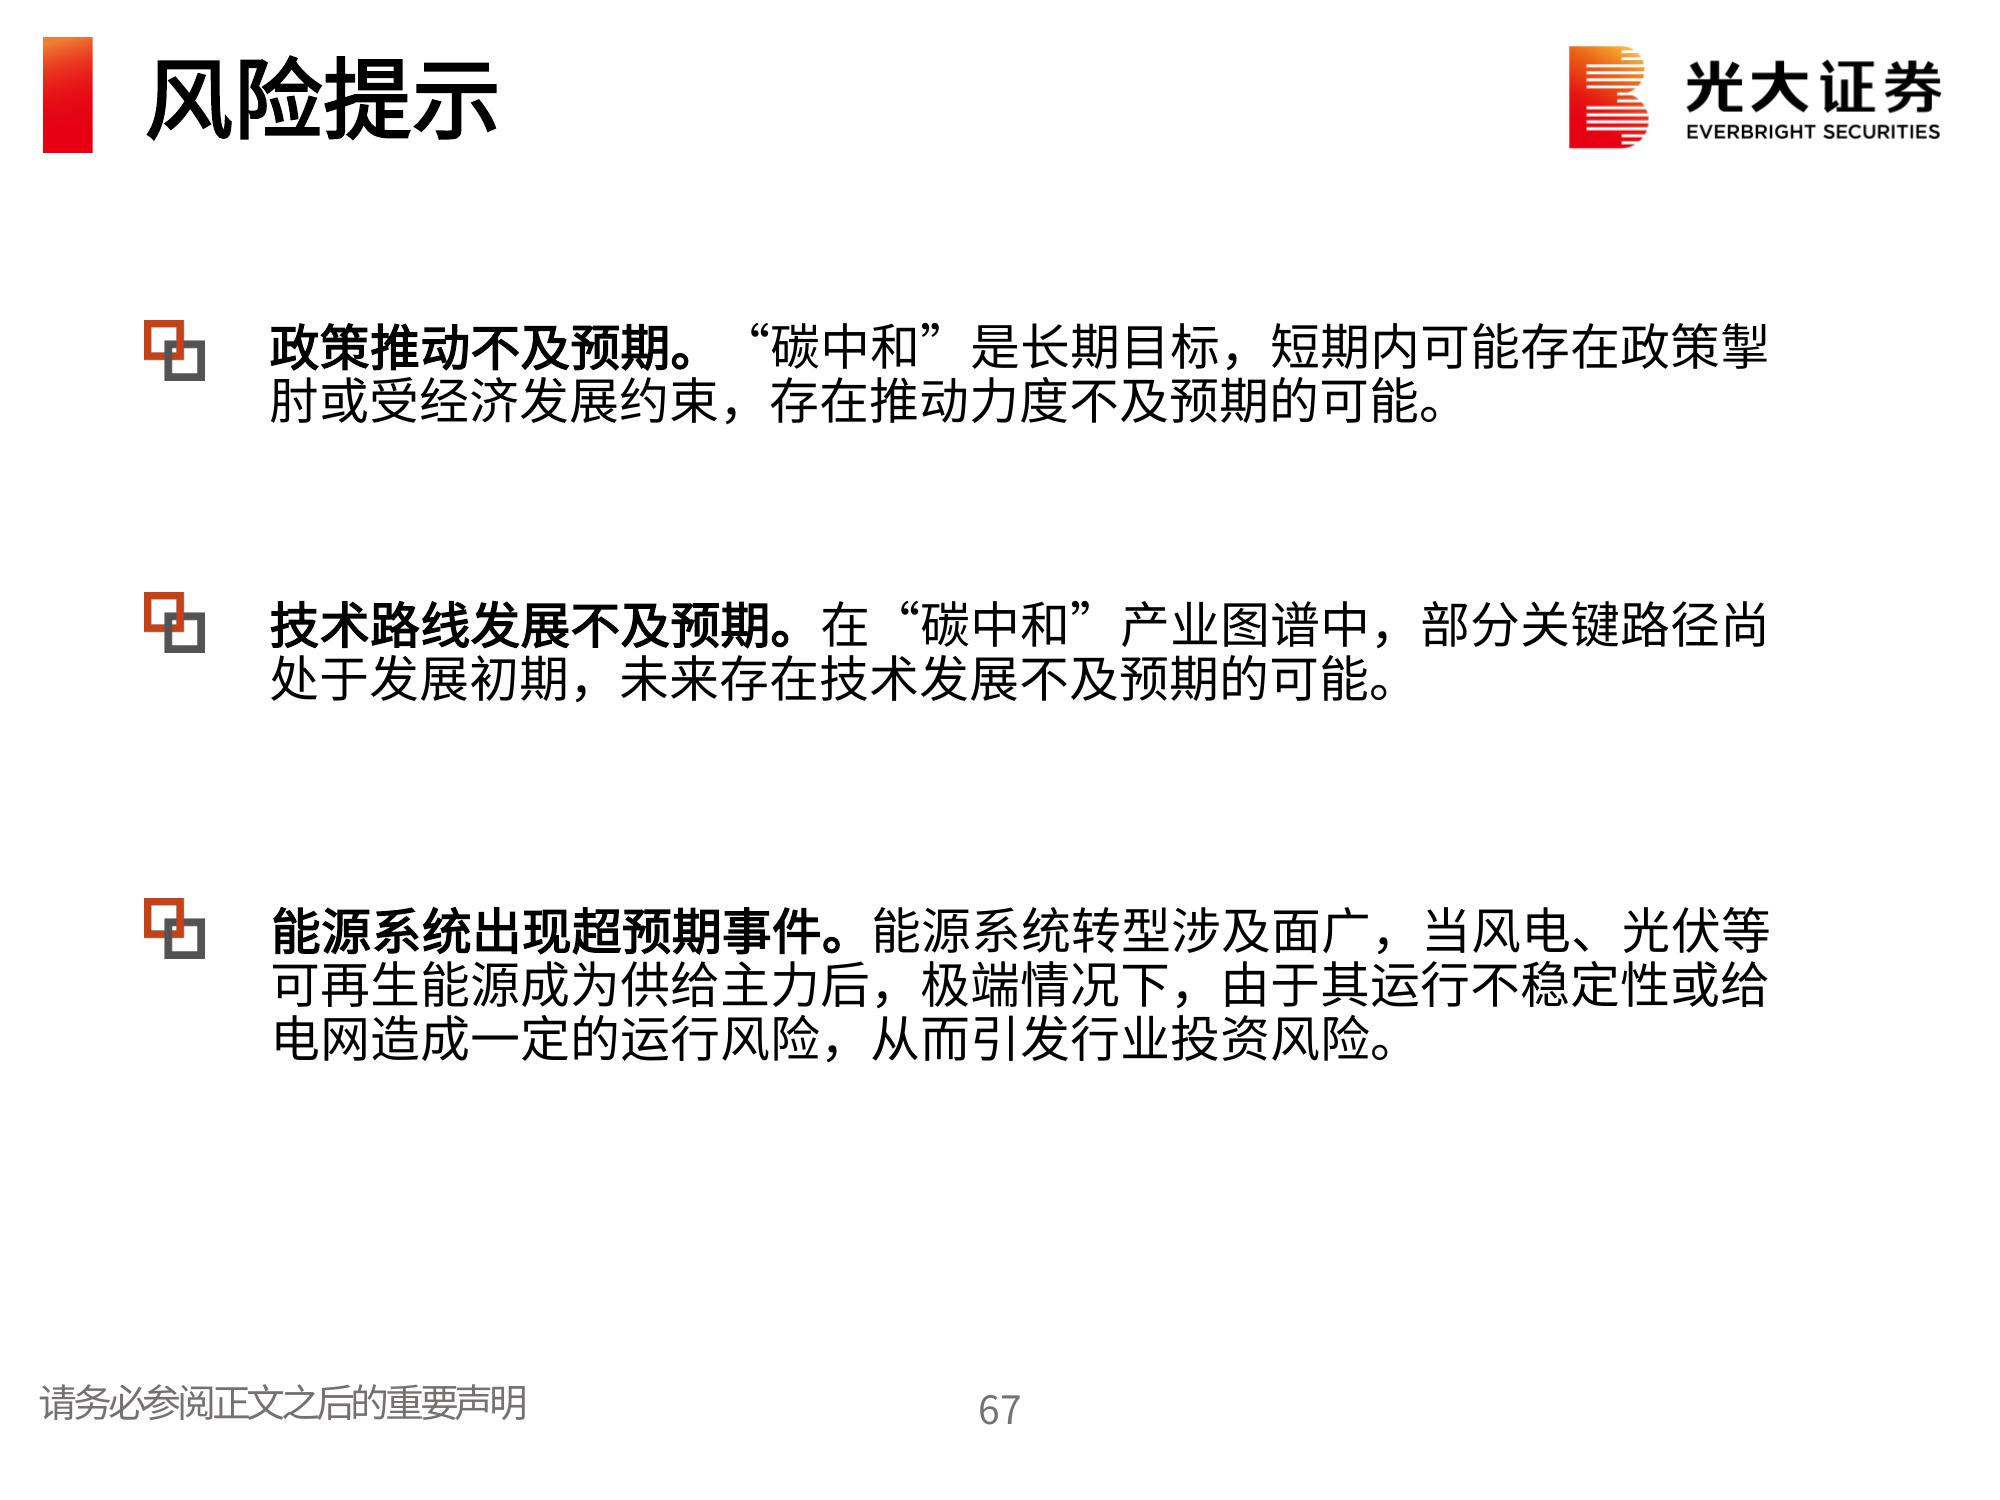 风险提示
光大证券
EVERBRIGHT SECURITIES
政策推动不及预期。“碳中和”是长期目标，短期内可能存在政策掣
肘或受经济发展约束，存在推动力度不及预期的可能。
技术路线发展不及预期。在“碳中和”产业图谱中，部分关键路径尚
处于发展初期，未来存在技术发展不及预期的可能。
能源系统出现超预期事件。能源系统转型涉及面广，当风电、光伏等
可再生能源成为供给主力后，极端情况下，由于其运行不稳定性或给
电网造成一定的运行风险，从而引发行业投资风险。
请务必参阅正文之后的重要声明
67